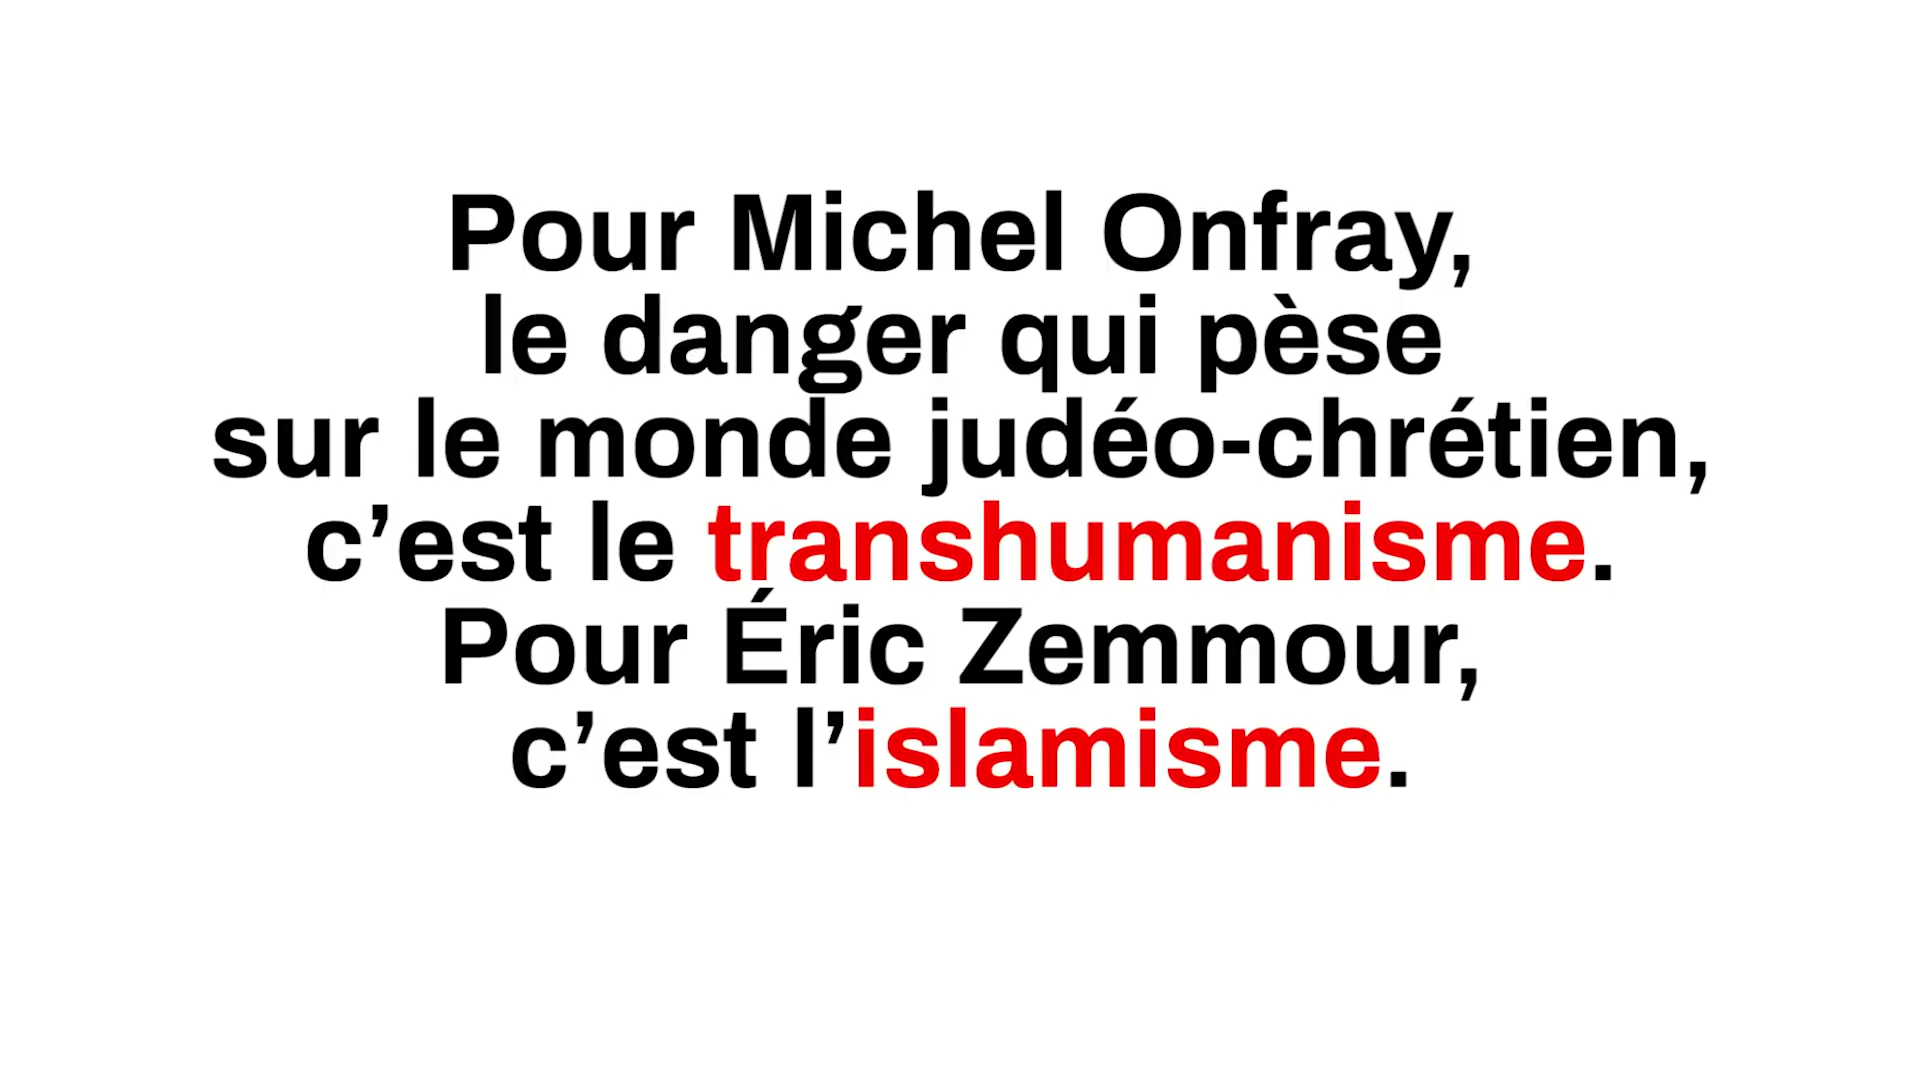 Pour Michel Onfray,
le danger qui pèse
sur le monde judéo-chrétien,
c’est le transhumanisme.
Pour Éric Zemmour,
c’est l’islamisme.